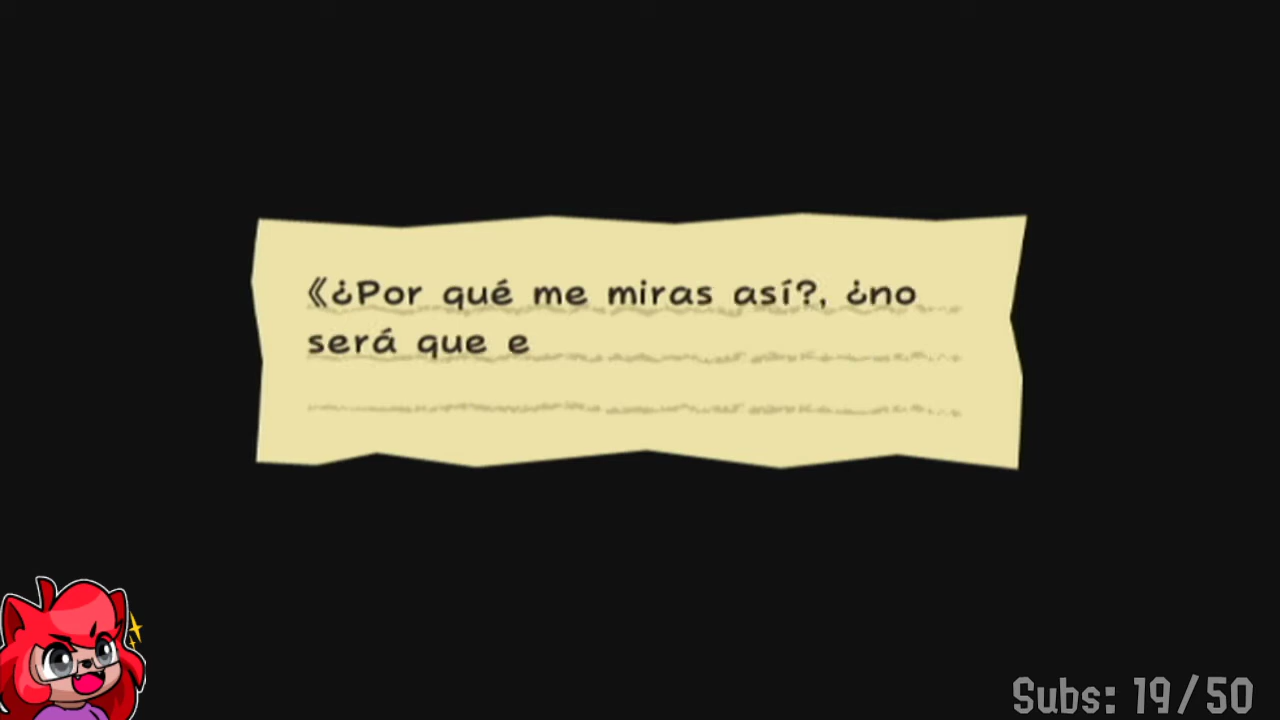 《¿Por qué me miras así?, ¿no
será que e
Subs: 19/50